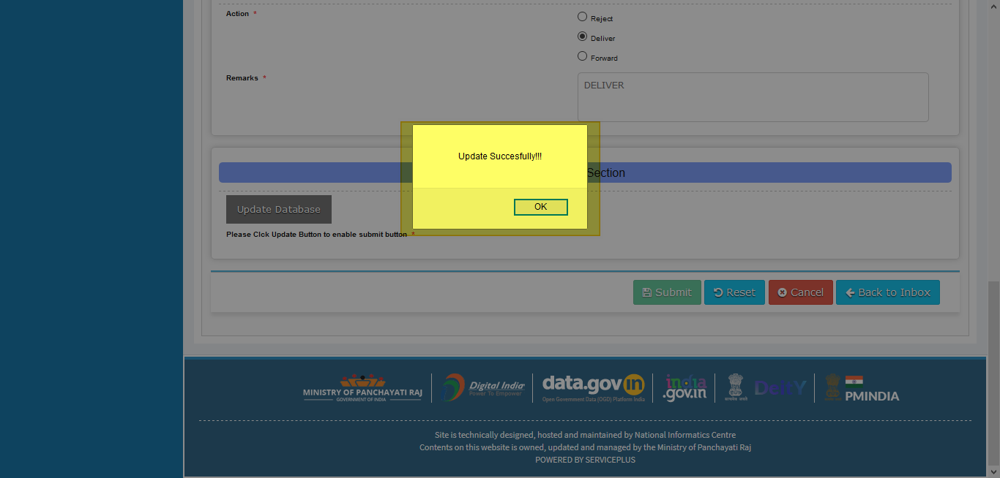 Action *
Reject
Deliver
Forward
Remarks *
DELIVER
Update Succesfully!!!
Section
OK
Update Database
Please Clck Update Button to enable submit button *
Submit Reset Cancel Back to Inbox
MINISTRY OF PANCHAYATI RAJ
GOVERNMENT OF INDIA
Digital India
Power To Empower
data.gov in
Open Government Data (OGD) Platform India
india
.gov.in
DeitY
PMINDIA
Site is technically designed, hosted and maintained by National Informatics Centre
Contents on this website is owned, updated and managed by the Ministry of Panchayati Raj
POWERED BY SERVICEPLUS